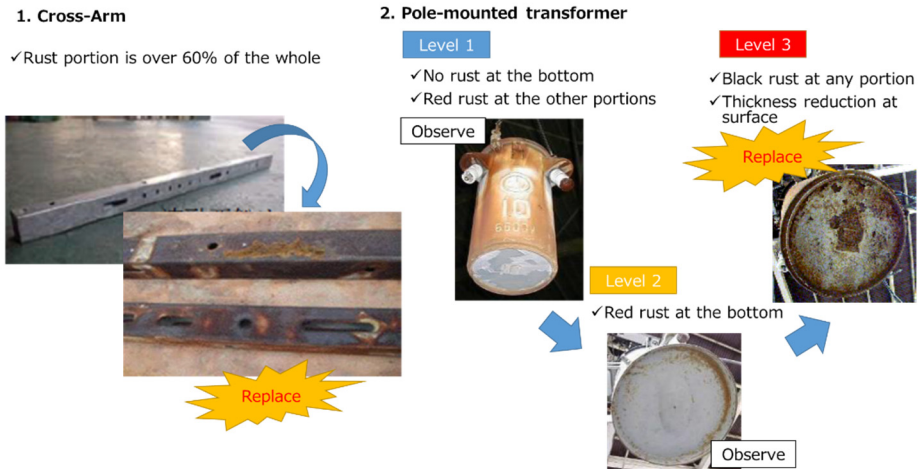 1. Cross-Arm
✓Rust portion is over 60% of the whole
Replace
2. Pole-mounted transformer
Level 1
✓No rust at the bottom
✓Red rust at the other portions
Observe
10
6600V
Level 2
✓Red rust at the bottom
Observe
Level 3
✓Black rust at any portion
✓Thickness reduction at
surface
Replace